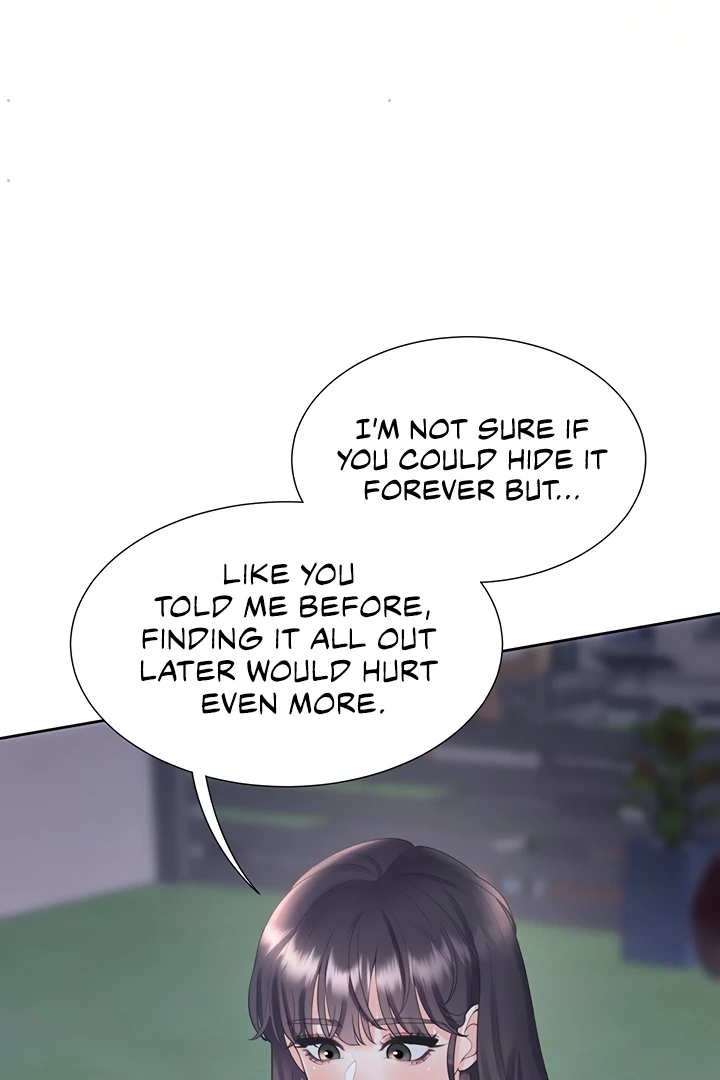 I'M NOT SURE IF
YOU COULD HIDE IT
FOREVER BUT...
LIKE YOU
TOLD ME BEFORE,
FINDING IT ALL OUT
LATER WOULD HURT
EVEN MORE.